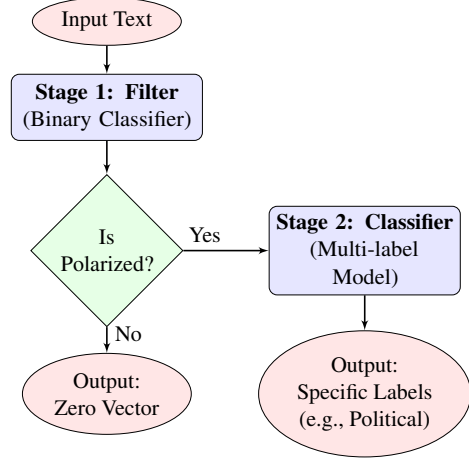 Input Text
Stage 1: Filter
(Binary Classifier)
Is
Polarized?
Yes
Stage 2: Classifier
(Multi-label
Model)
No
Output:
Zero Vector
Output:
Specific Labels
(e.g., Political)